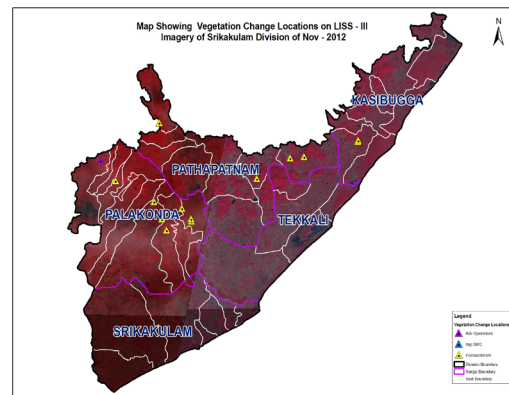 Map Showing Vegetation Change Locations on LISS - III
Imagery of Srikakulam Division of Nov - 2012
N
KASIBUGGA
PATHAPATNAM
PALAKONDA
TEKKALI
SRIKAKULAM
Legend
Vegetation Change Locations
Encroachment
Division Boundary
Range Boundary
Boundary